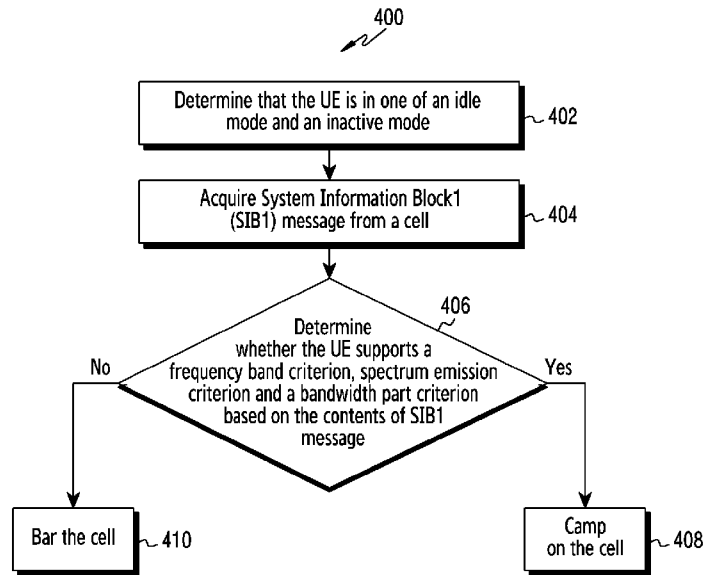 400
Determine that the UE is in one of an idle
mode and an inactive mode
402
Acquire System Information Block1
(SIB1) message from a cell
404
406
Determine
whether the UE supports a
frequency band criterion, spectrum emission
criterion and a bandwidth part criterion
based on the contents of SIB1
message
No
Yes
Bar the cell
410
Camp
on the cell
408